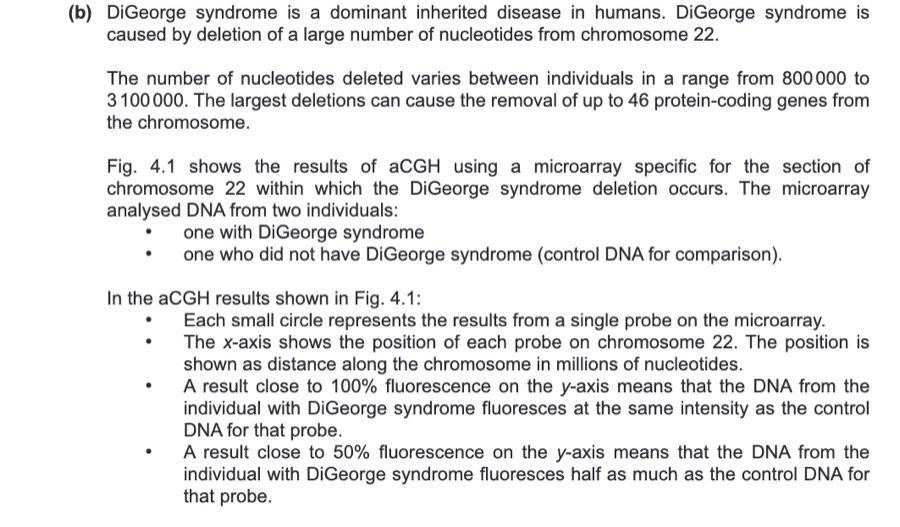 (b) DiGeorge syndrome is a dominant inherited disease in humans. DiGeorge syndrome is
caused by deletion of a large number of nucleotides from chromosome 22.
The number of nucleotides deleted varies between individuals in a range from 800 000 to
3 100 000. The largest deletions can cause the removal of up to 46 protein-coding genes from
the chromosome.
Fig. 4.1 shows the results of aCGH using a microarray specific for the section of
chromosome 22 within which the DiGeorge syndrome deletion occurs. The microarray
analysed DNA from two individuals:
• one with DiGeorge syndrome
• one who did not have DiGeorge syndrome (control DNA for comparison).
In the aCGH results shown in Fig. 4.1:
• Each small circle represents the results from a single probe on the microarray.
• The x-axis shows the position of each probe on chromosome 22. The position is
shown as distance along the chromosome in millions of nucleotides.
• A result close to 100% fluorescence on the y-axis means that the DNA from the
individual with DiGeorge syndrome fluoresces at the same intensity as the control
DNA for that probe.
• A result close to 50% fluorescence on the y-axis means that the DNA from the
individual with DiGeorge syndrome fluoresces half as much as the control DNA for
that probe.